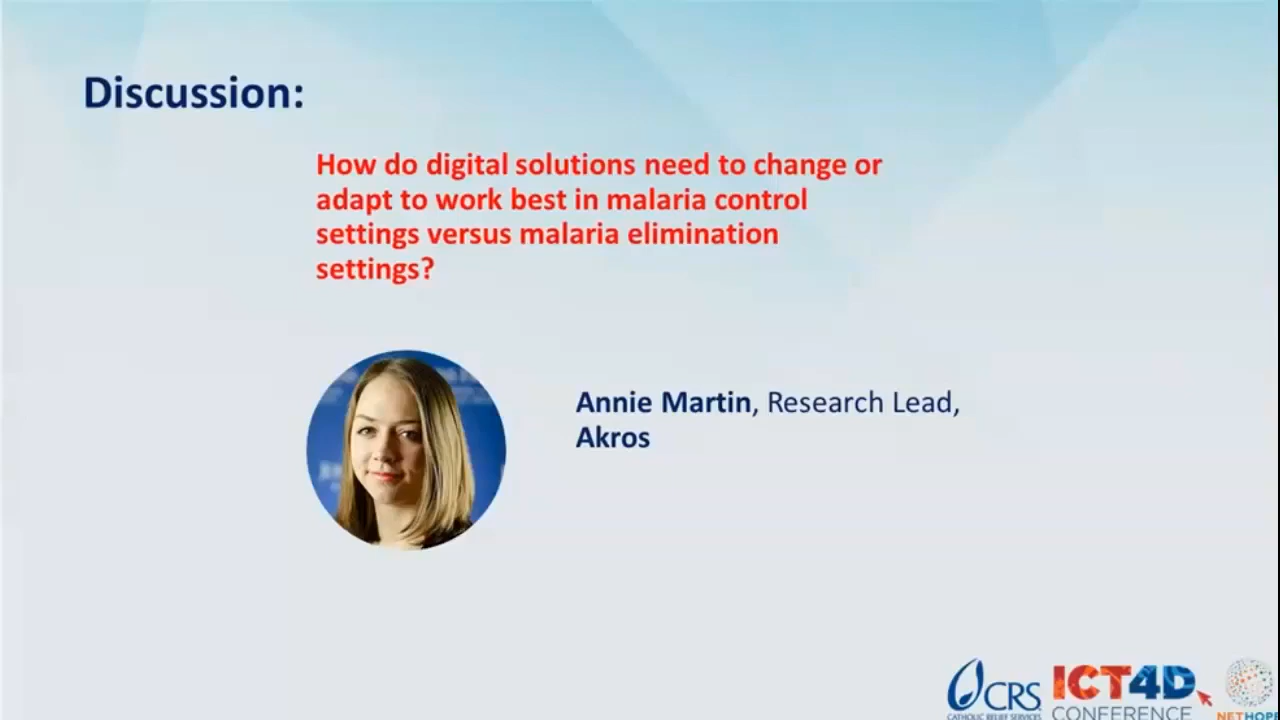 Discussion:
How do digital solutions need to change or
adapt to work best in malaria control
settings versus malaria elimination
settings?
Annie Martin, Research Lead,
Akros
CRS
CATHOLIC RELIEF SERVICES
ICT4D
CONFERENCE
NETHOPE